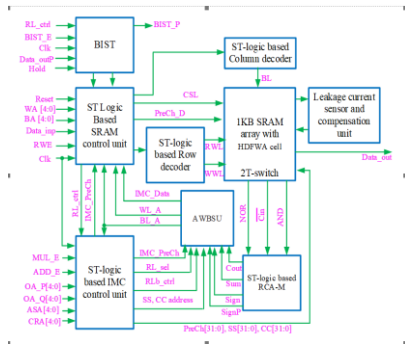 RL_ctrd
BIST_E
Clk
Data_outP
Hold
BIST
BIST_P
ST-logic based
Column decoder
BL
Reset
WA [4:0]
BA [4:0]
Data_inp
RWE
Clk
ST Logic
Based
SRAM
control unit
CSL
PreCh_D
ST-logic
based Row
decoder
RWL
WWL
1KB SRAM
array with
HDFWA cell
2T-switch
Leakage current
sensor and
compensation
unit
Data_out
RL_ctrl
IMC_PreCh
IMC_Data
WL_A
BL_A
AWBSU
NOR
Cin
AND
MUL_E
ADD_E
OA_P[4:0]
OA_Q[4:0]
ASA[4:0]
CRA[4:0]
ST-logic
based IMC
control unit
IMC_PreCh
RL_sel
RLb_ctrl
SS, CC address
Cout
Sum
Sign
SignP
ST-logic based
RCA-M
PreCh[31:0], SS[31:0], CC[31:0]